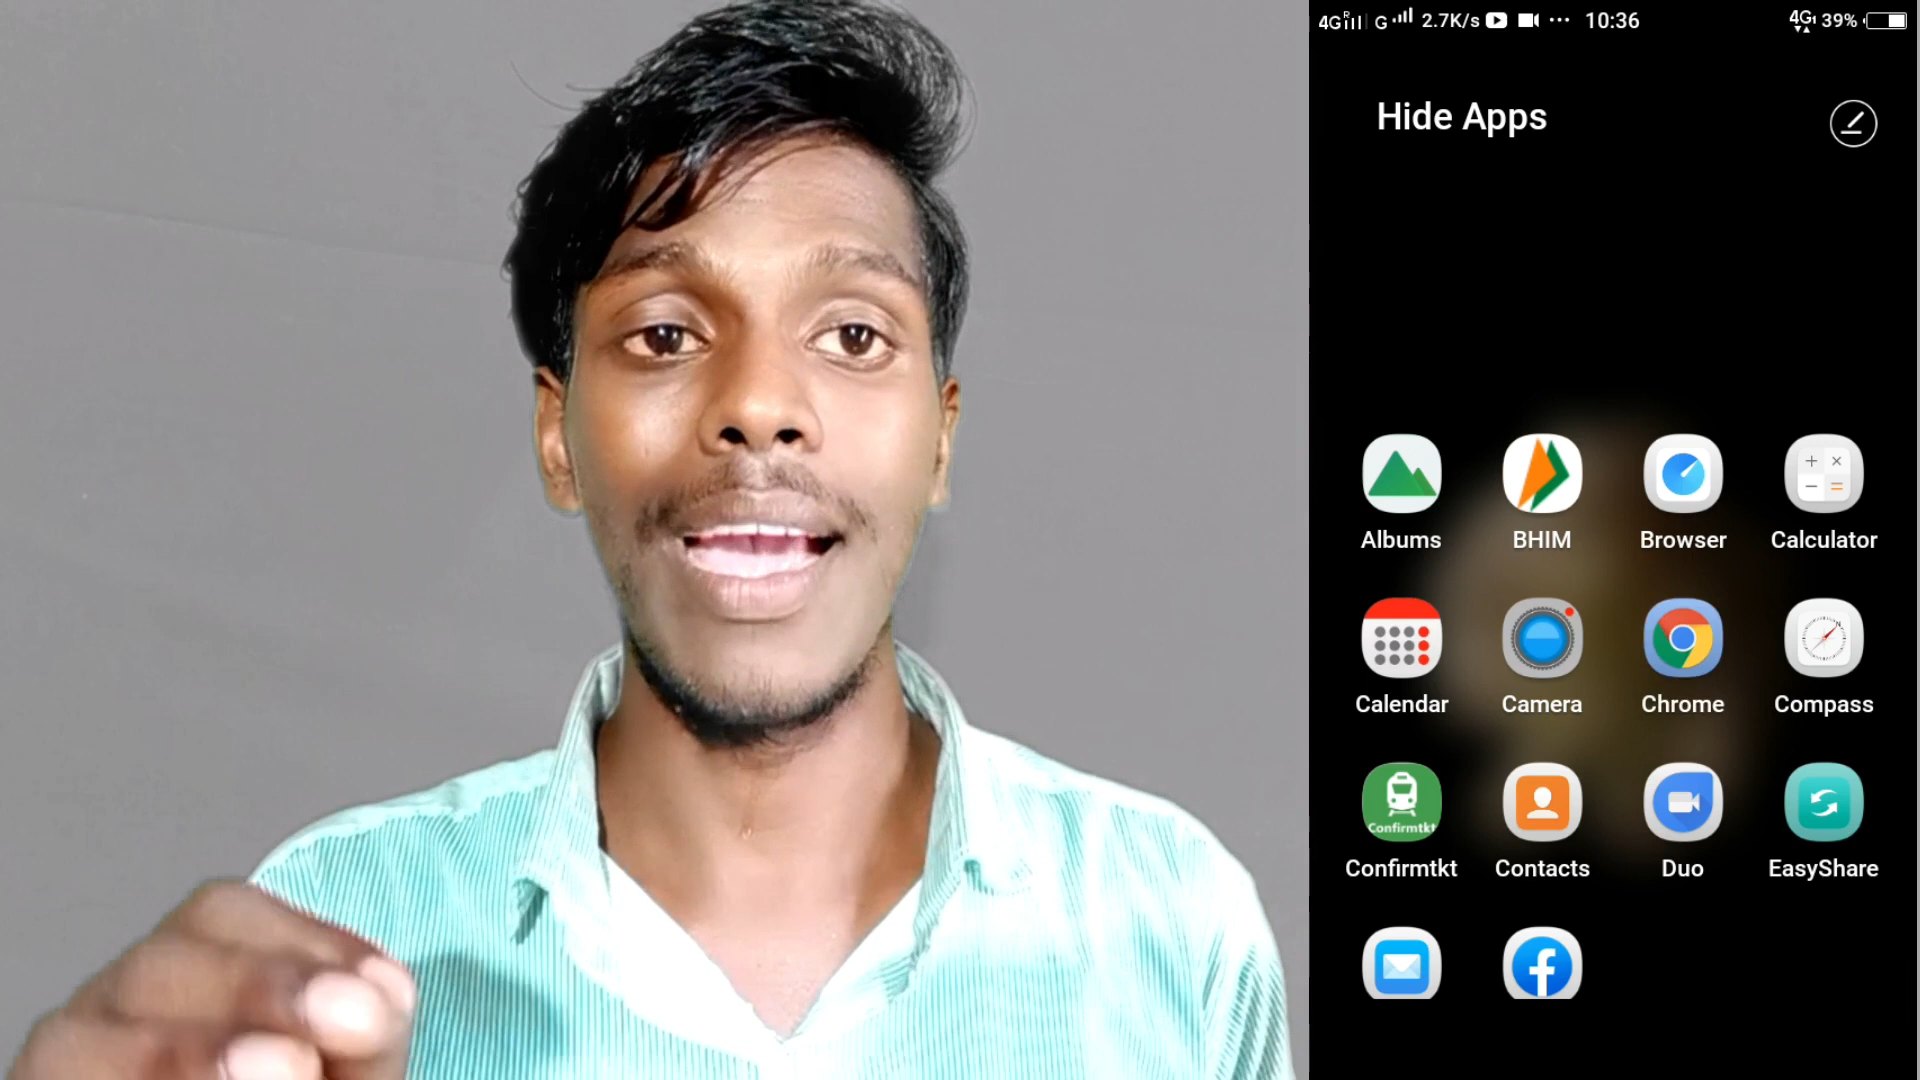 4G R G 2.7K/s ··· 10:36 4G 39%
Hide Apps
Albums BHIM Browser Calculator
Calendar Camera Chrome Compass
Confirmtkt
Confirmtkt Contacts Duo EasyShare